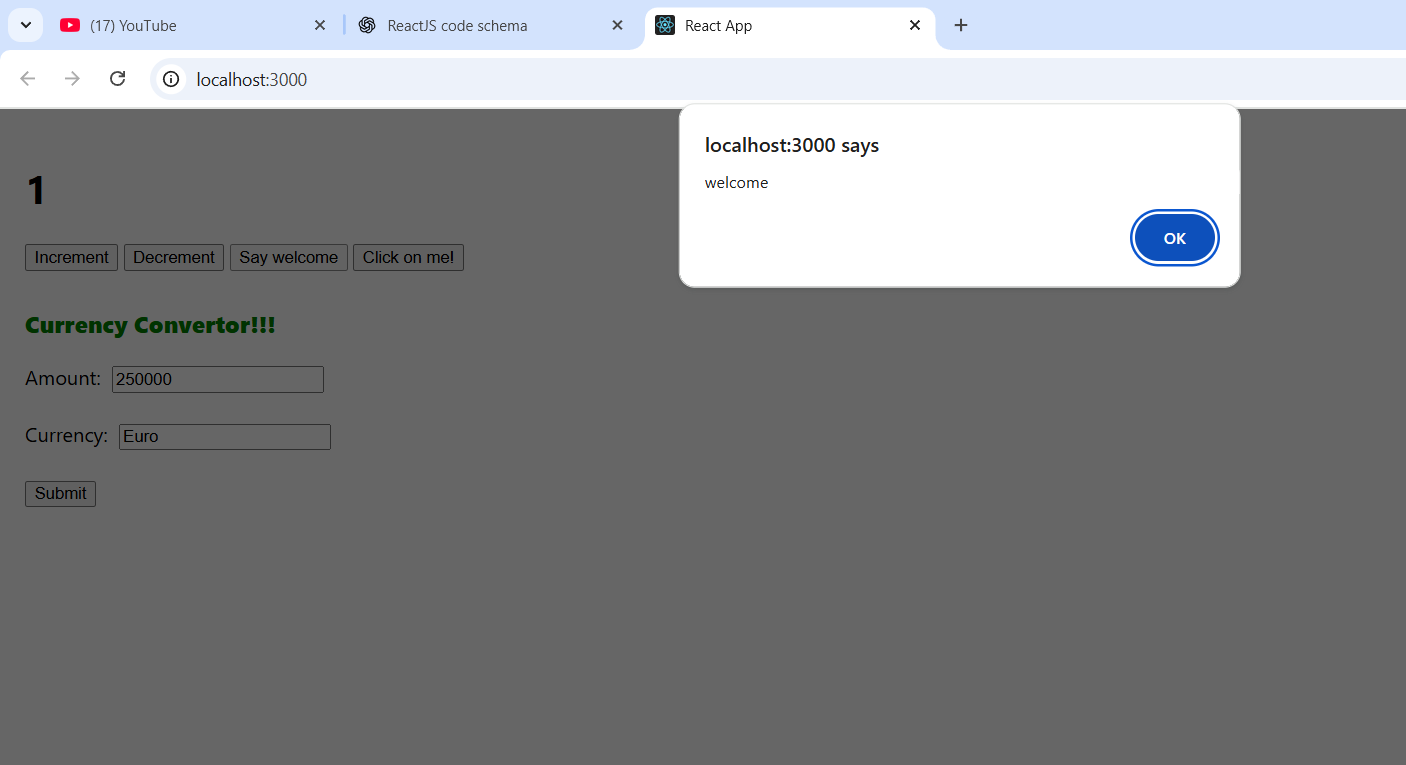 (17) YouTube ReactJS code schema React App
localhost:3000
localhost:3000 says
welcome
OK
1
Increment Decrement Say welcome Click on me!
Currency Convertor!!!
Amount: 250000
Currency: Euro
Submit